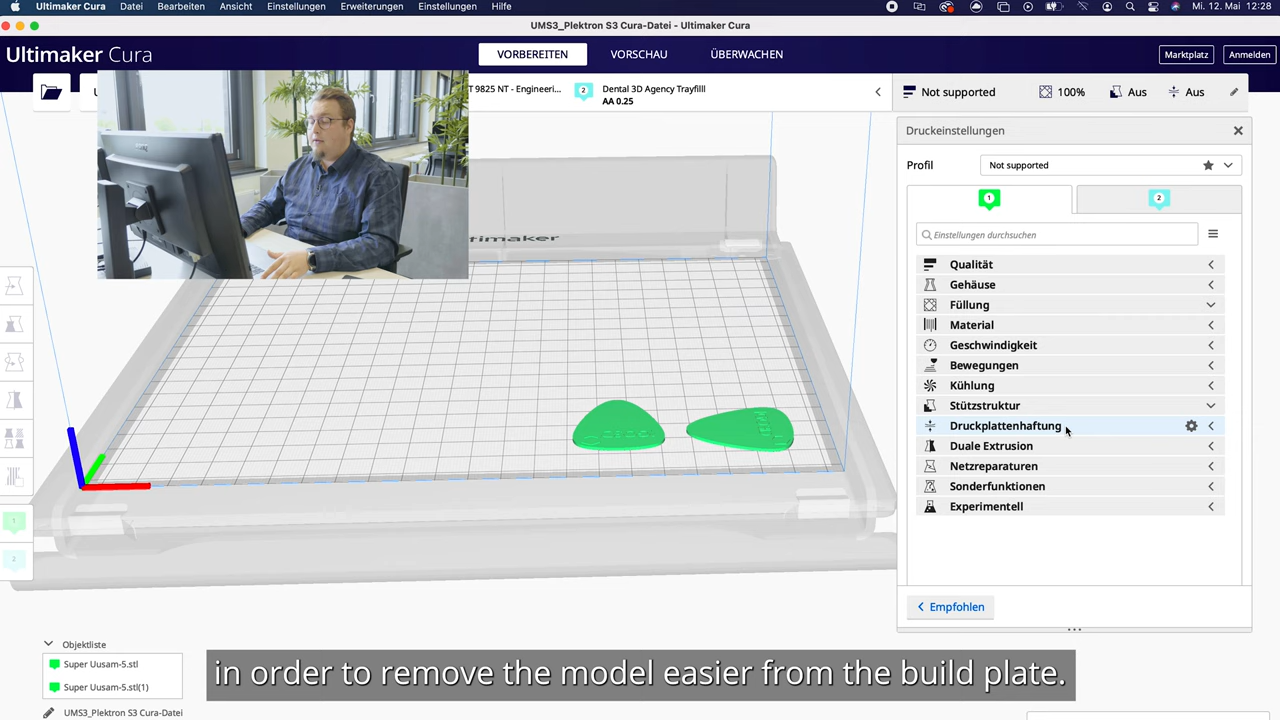 Ultimaker Cura Datei Bearbeiten Ansicht Einstellungen Erweiterungen Einstellungen Hilfe Mi. 12. Mai 12:28
UMS3_Plektron S3 Cura-Datei - Ultimaker Cura
Ultimaker Cura VORBEREITEN VORSCHAU ÜBERWACHEN Marktplatz Anmelden
T 9825 NT - Engineeri... 2 Dental 3D Agency Trayfilll
AA 0.25
Not supported 100% Aus Aus
Druckeinstellungen
Profil Not supported
1 2
Einstellungen durchsuchen
Qualität
Gehäuse
Füllung
Material
Geschwindigkeit
Bewegungen
Kühlung
Stützstruktur
Druckplattenhaftung
Duale Extrusion
Netzreparaturen
Sonderfunktionen
Experimentell
Empfohlen
timaker
1
2
Objektliste
Super Uusam-5.stl
Super Uusam-5.stl(1)
UMS3_Plektron S3 Cura-Datei
in order to remove the model easier from the build plate.